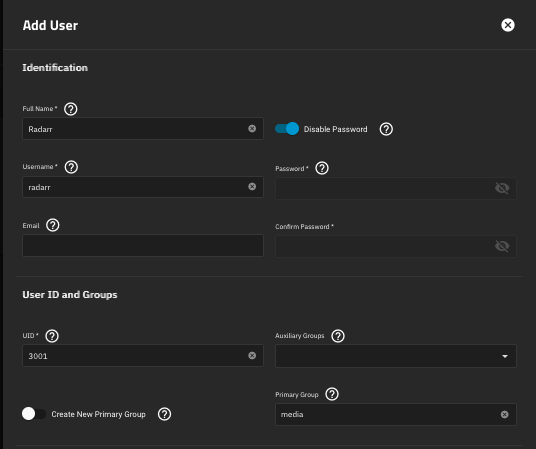 Add User
Identification
Full Name *
Radarr
Disable Password
Username *
radarr
Password *
Email
Confirm Password *
User ID and Groups
UID *
3001
Auxiliary Groups
Create New Primary Group
Primary Group
media